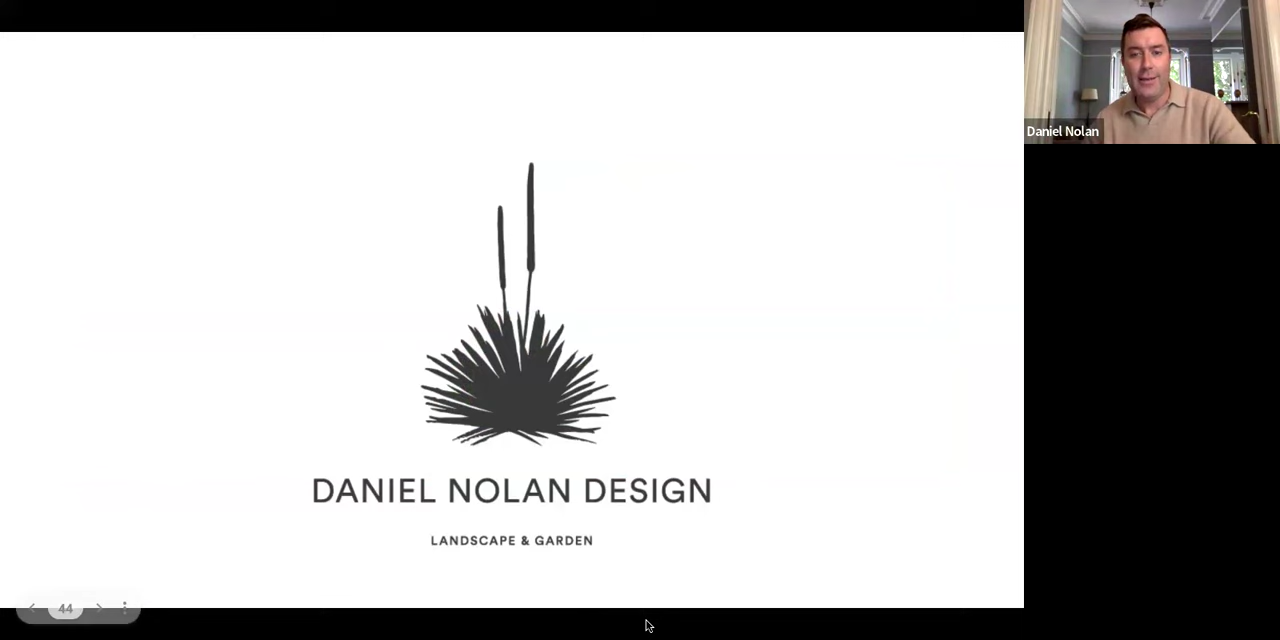 Daniel Nolan
DANIEL NOLAN DESIGN
LANDSCAPE & GARDEN
44